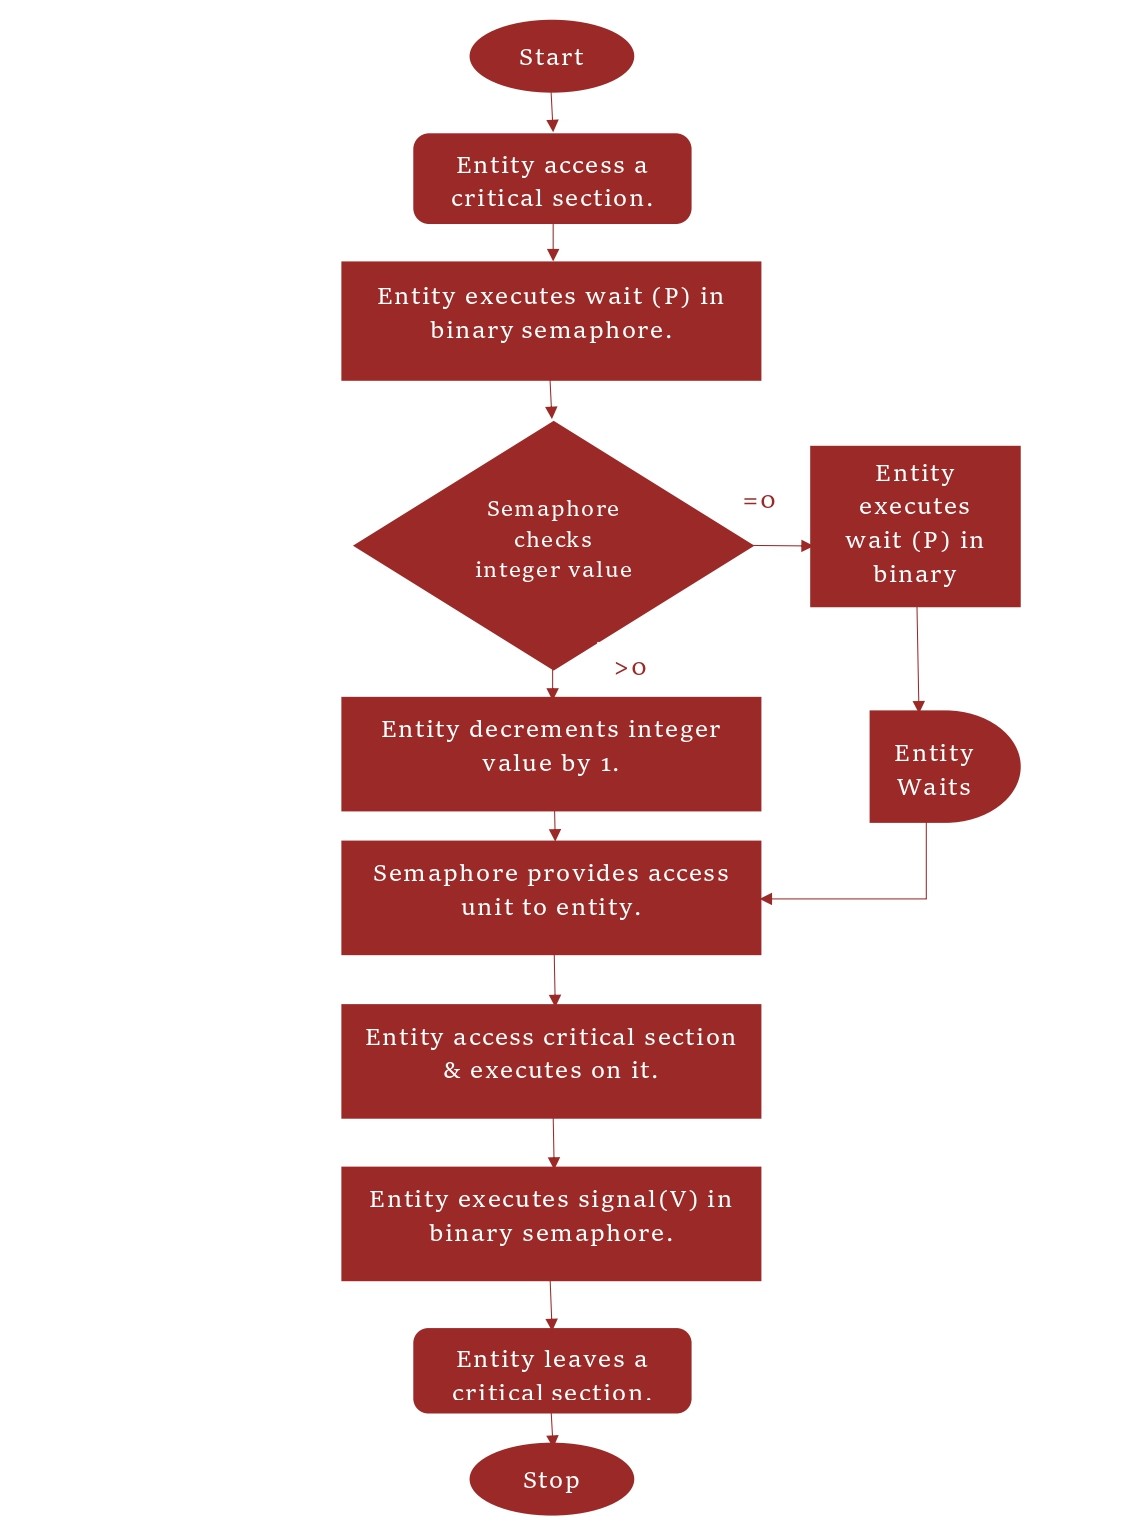 Start
Entity access a
critical section.
Entity executes wait (P) in
binary semaphore.
Semaphore
checks
integer value
=0
Entity
executes
wait (P) in
binary
>0
Entity decrements integer
value by 1.
Entity
Waits
Semaphore provides access
unit to entity.
Entity access critical section
& executes on it.
Entity executes signal(V) in
binary semaphore.
Entity leaves a
critical section.
Stop